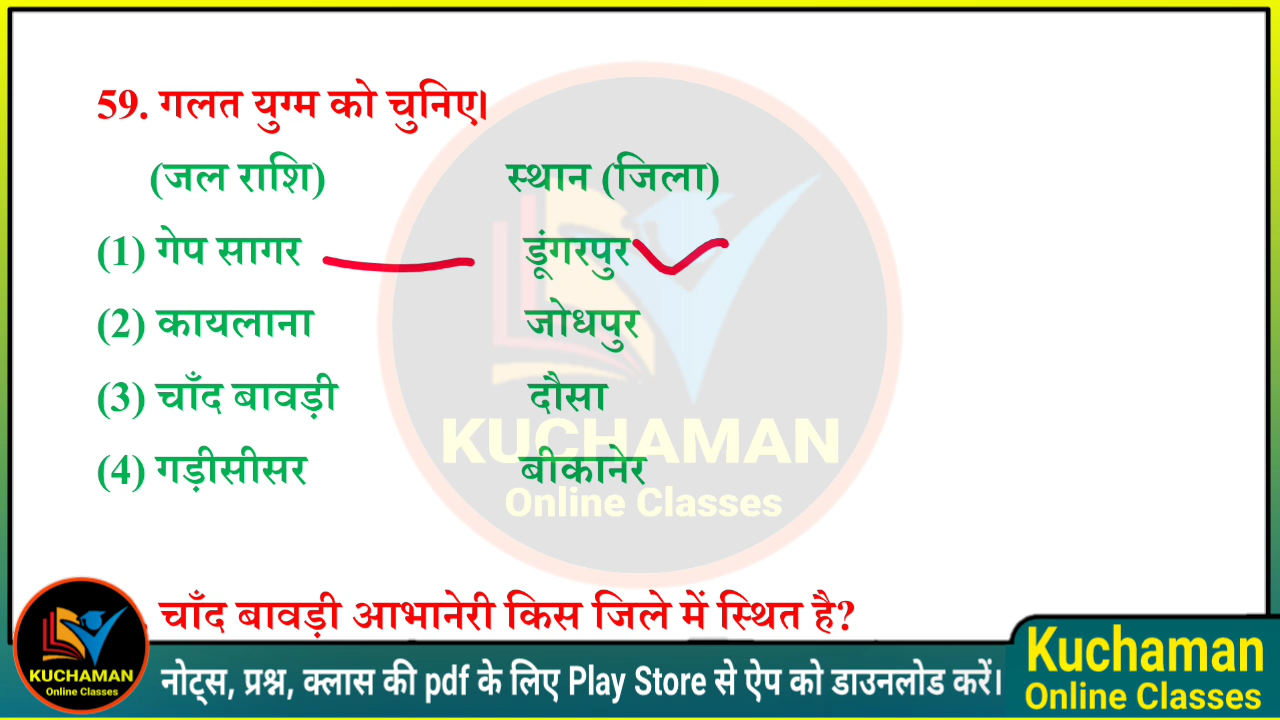 59. गलत युग्म को चुनिए।
(जल राशि) स्थान (जिला)
(1) गेप सागर डूंगरपुर
(2) कायलाना जोधपुर
(3) चाँद बावड़ी दौसा
(4) गड़ीसीसर बीकानेर
KUCHAMAN
Online Classes
चाँद बावड़ी आभानेरी किस जिले में स्थित है?
KUCHAMAN
Online Classes
नोट्स, प्रश्न, क्लास की pdf के लिए Play Store से ऐप को डाउनलोड करें।
Kuchaman
Online Classes